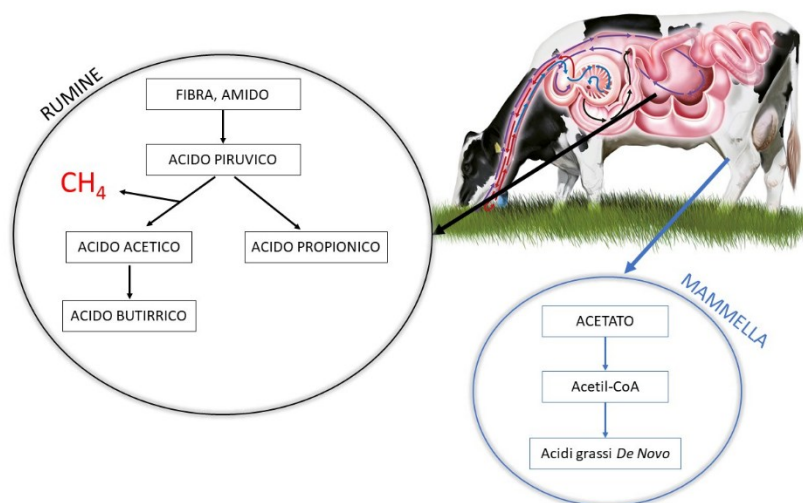 RUMINE
FIBRA, AMIDO
ACIDO PIRUVICO
CH₄
ACIDO ACETICO
ACIDO PROPIONICO
ACIDO BUTIRRICO
MAMMELLA
ACETATO
Acetil-CoA
Acidi grassi De Novo